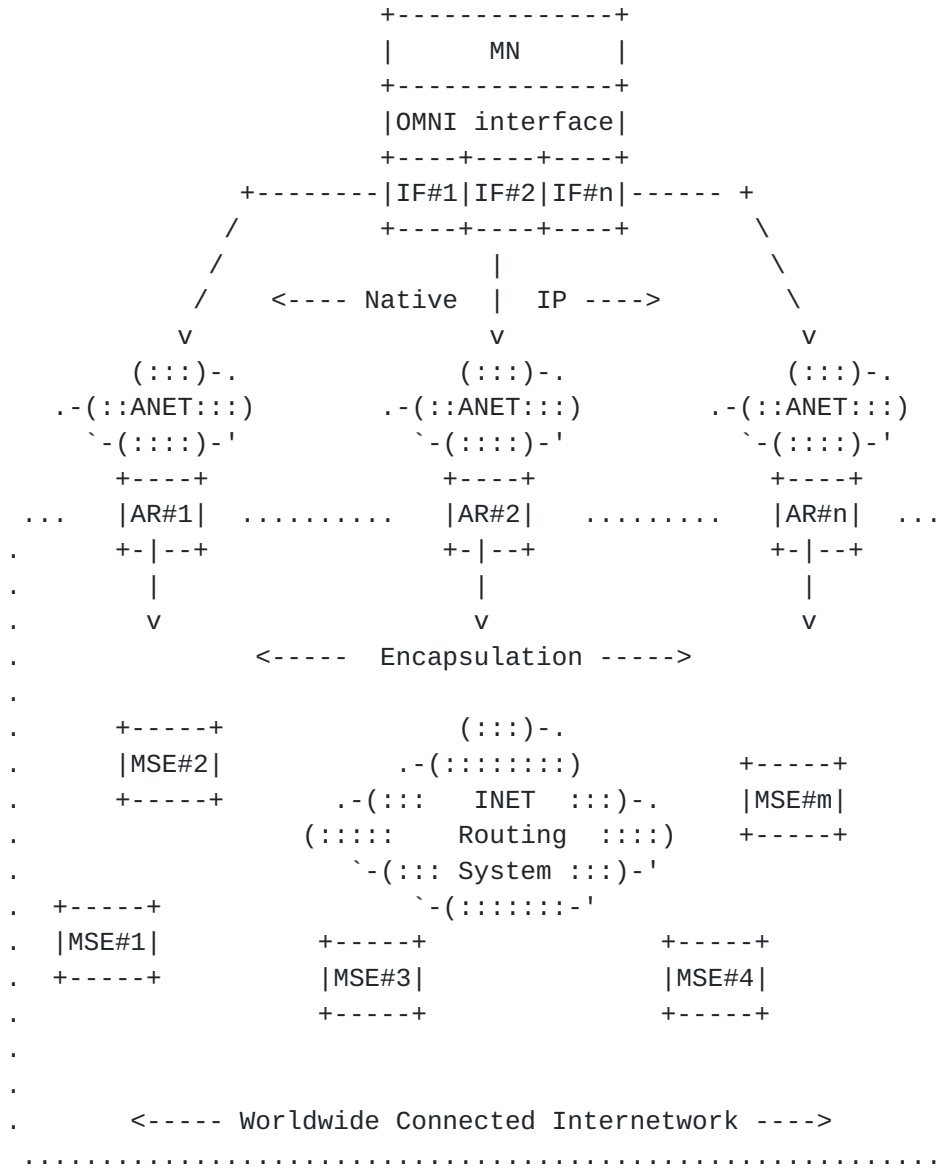 +--------------+
                        |      MN      |
                        +--------------+
                        |OMNI interface|
                        +----+----+----+
               +--------|IF#1|IF#2|IF#n|------ +
              /         +----+----+----+        \
             /                 |                 \
            /    <---- Native  |  IP ---->        \
           v                   v                   v
        (:::)-.              (:::)-.              (:::)-.
   .-(::ANET:::)        .-(::ANET:::)        .-(::ANET:::)
     `-(::::)-'           `-(::::)-'           `-(::::)-'
       +----+               +----+               +----+
 ...   |AR#1|  ..........   |AR#2|   .........   |AR#n|  ...
.      +-|--+               +-|--+               +-|--+
.        |                    |                    |
.        v                    v                    v
.               <-----  Encapsulation ----->
.
.      +-----+               (:::)-.
.      |MSE#2|           .-(::::::::)          +-----+
.      +-----+       .-(:::   INET  :::)-.     |MSE#m|
.                  (:::::    Routing  ::::)    +-----+
.                     `-(::: System :::)-'
.  +-----+                `-(:::::::-'
.  |MSE#1|          +-----+               +-----+
.  +-----+          |MSE#3|               |MSE#4|
.                   +-----+               +-----+
.
.
.       <----- Worldwide Connected Internetwork ---->
 ...........................................................